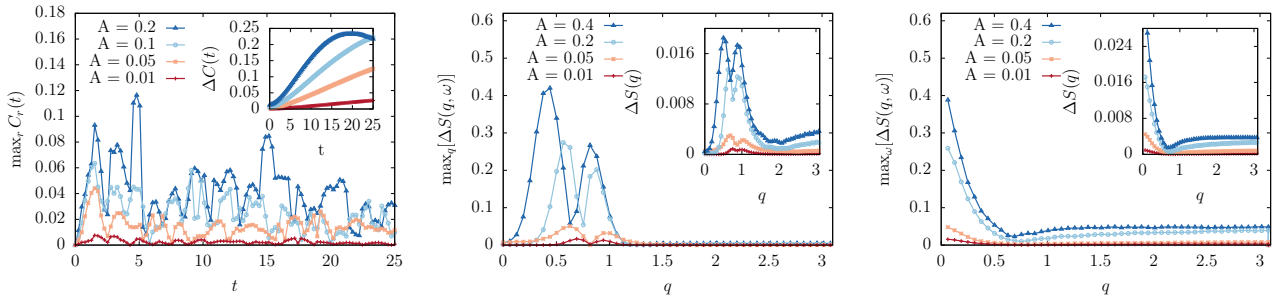 0.18
0.16
0.14
0.12
0.1
0.08
0.06
0.04
0.02
0
max_r C_r(t)
0 5 10 15 20 25
t
A = 0.2
A = 0.1
A = 0.05
A = 0.01
0.25
0.20
0.15
0.1
0.05
0
ΔC(t)
0 5 10 15 20 25
t
0.6
0.5
0.4
0.3
0.2
0.1
0
max_q[ΔS(q, ω)]
0 0.5 1 1.5 2 2.5 3
q
A = 0.4
A = 0.2
A = 0.05
A = 0.01
0.016
0.008
0.000
ΔS(q)
0 1 2 3
q
0.6
0.5
0.4
0.3
0.2
0.1
0
max_ω[ΔS(q, ω)]
0 0.5 1 1.5 2 2.5 3
q
A = 0.4
A = 0.2
A = 0.05
A = 0.01
0.024
0.016
0.008
0.000
ΔS(q)
0 1 2 3
q